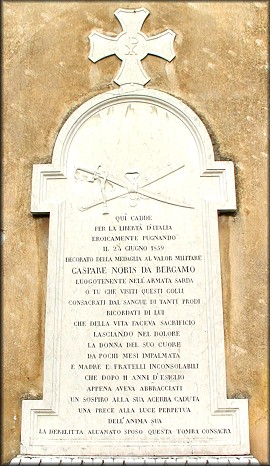 QUI CADDE
PER LA LIBERTÀ D'ITALIA
EROICAMENTE PUGNANDO
IL 24 GIUGNO 1859
DECORATO DELLA MEDAGLIA AL VALOR MILITARE
GASPARE NORIS DA BERGAMO
LUOGOTENENTE NELL'ARMATA SARDA
O TU CHE VISITI QUESTI COLLI
CONSACRATI DAL SANGUE DI TANTI PRODI
RICORDATI DI LUI
CHE DELLA VITA FACEVA SACRIFICIO
LASCIANDO NEL DOLORE
LA DONNA DEL SUO CUORE
DA POCHI MESI IMPALMATA
E MADRE E FRATELLI INCONSOLABILI
CHE DOPO 11 ANNI D'ESIGLIO
APPENA AVEVA ABBRACCIATI
UN SOSPIRO ALLA SUA ACERBA CADUTA
UNA PRECE ALLA LUCE PERPETUA
DELL'ANIMA SUA
LA DERELITTA ALL'AMATO SPOSO QUESTA TOMBA CONSACRA